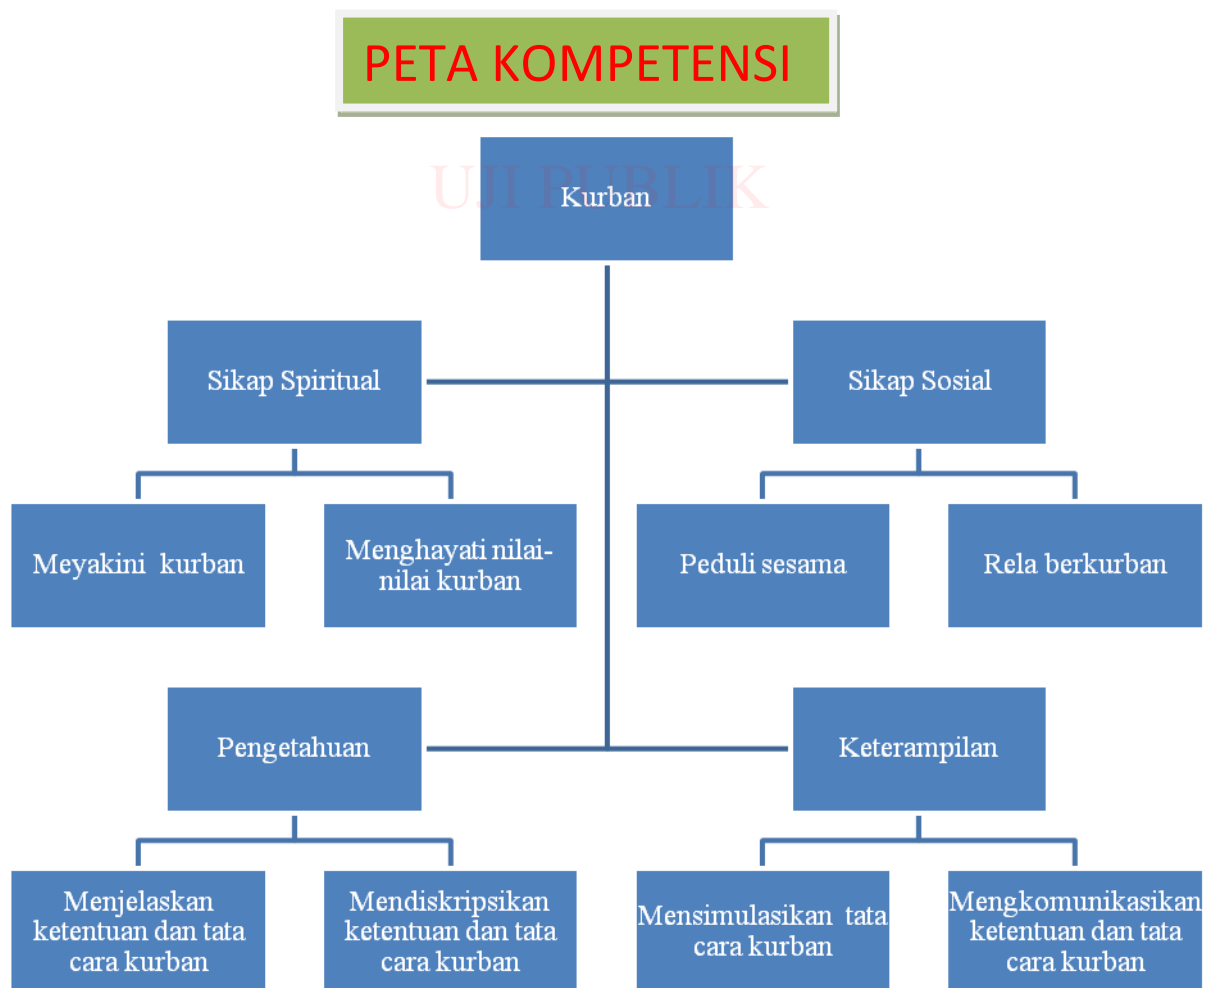 PETA KOMPETENSI
UJI PUBLIK
Kurban
Sikap Spiritual
Sikap Sosial
Meyakini kurban
Menghayati nilai-
nilai kurban
Peduli sesama
Rela berkurban
Pengetahuan
Keterampilan
Menjelaskan
ketentuan dan tata
cara kurban
Mendiskripsikan
ketentuan dan tata
cara kurban
Mensimulasikan tata
cara kurban
Mengkomunikasikan
ketentuan dan tata
cara kurban